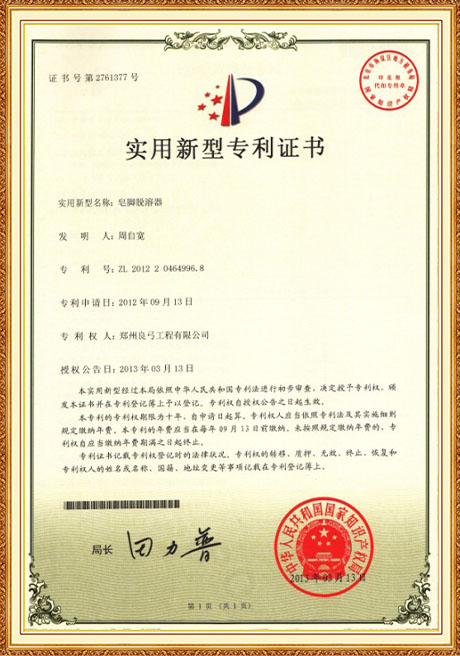 证书号第2761377号
印花税
代扣专用章
国家知识产权局
实用新型专利证书
实用新型名称：皂脚脱溶器
发 明 人：周自宽
专 利 号：ZL 2012 2 0464996.8
专利申请日：2012年09月13日
专 利 权 人：郑州良弓工程有限公司
授权公告日：2013年03月13日
本实用新型经过本局依照中华人民共和国专利法进行初步审查，决定授予专利权，颁
发本证书并在专利登记簿上予以登记。专利权自授权公告之日起生效。
本专利的专利权期限为十年，自申请日起算。专利权人应当依照专利法及其实施细则
规定缴纳年费。本专利的年费应当在每年09月13日前缴纳。未按照规定缴纳年费的，专
利权自应当缴纳年费期满之日起终止。
专利证书记载专利权登记时的法律状况。专利权的转移、质押、无效、终止、恢复和
专利权人的姓名或名称、国籍、地址变更等事项记载在专利登记簿上。
局长 田力普
中华人民共和国国家知识产权局
2013年03月13日
第1页（共1页）